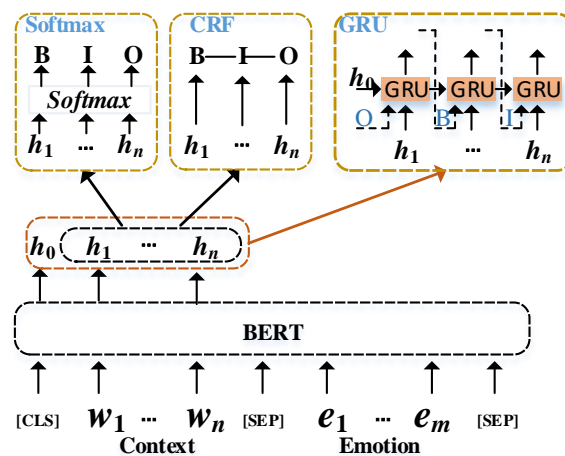 Softmax CRF GRU
B I O B I O
Softmax
h0 GRU GRU GRU
O B I
h1 ... hn h1 ... hn h1 ... hn
h0 h1 ... hn
BERT
[CLS] w1 ... wn [SEP] e1 ... em [SEP]
Context Emotion